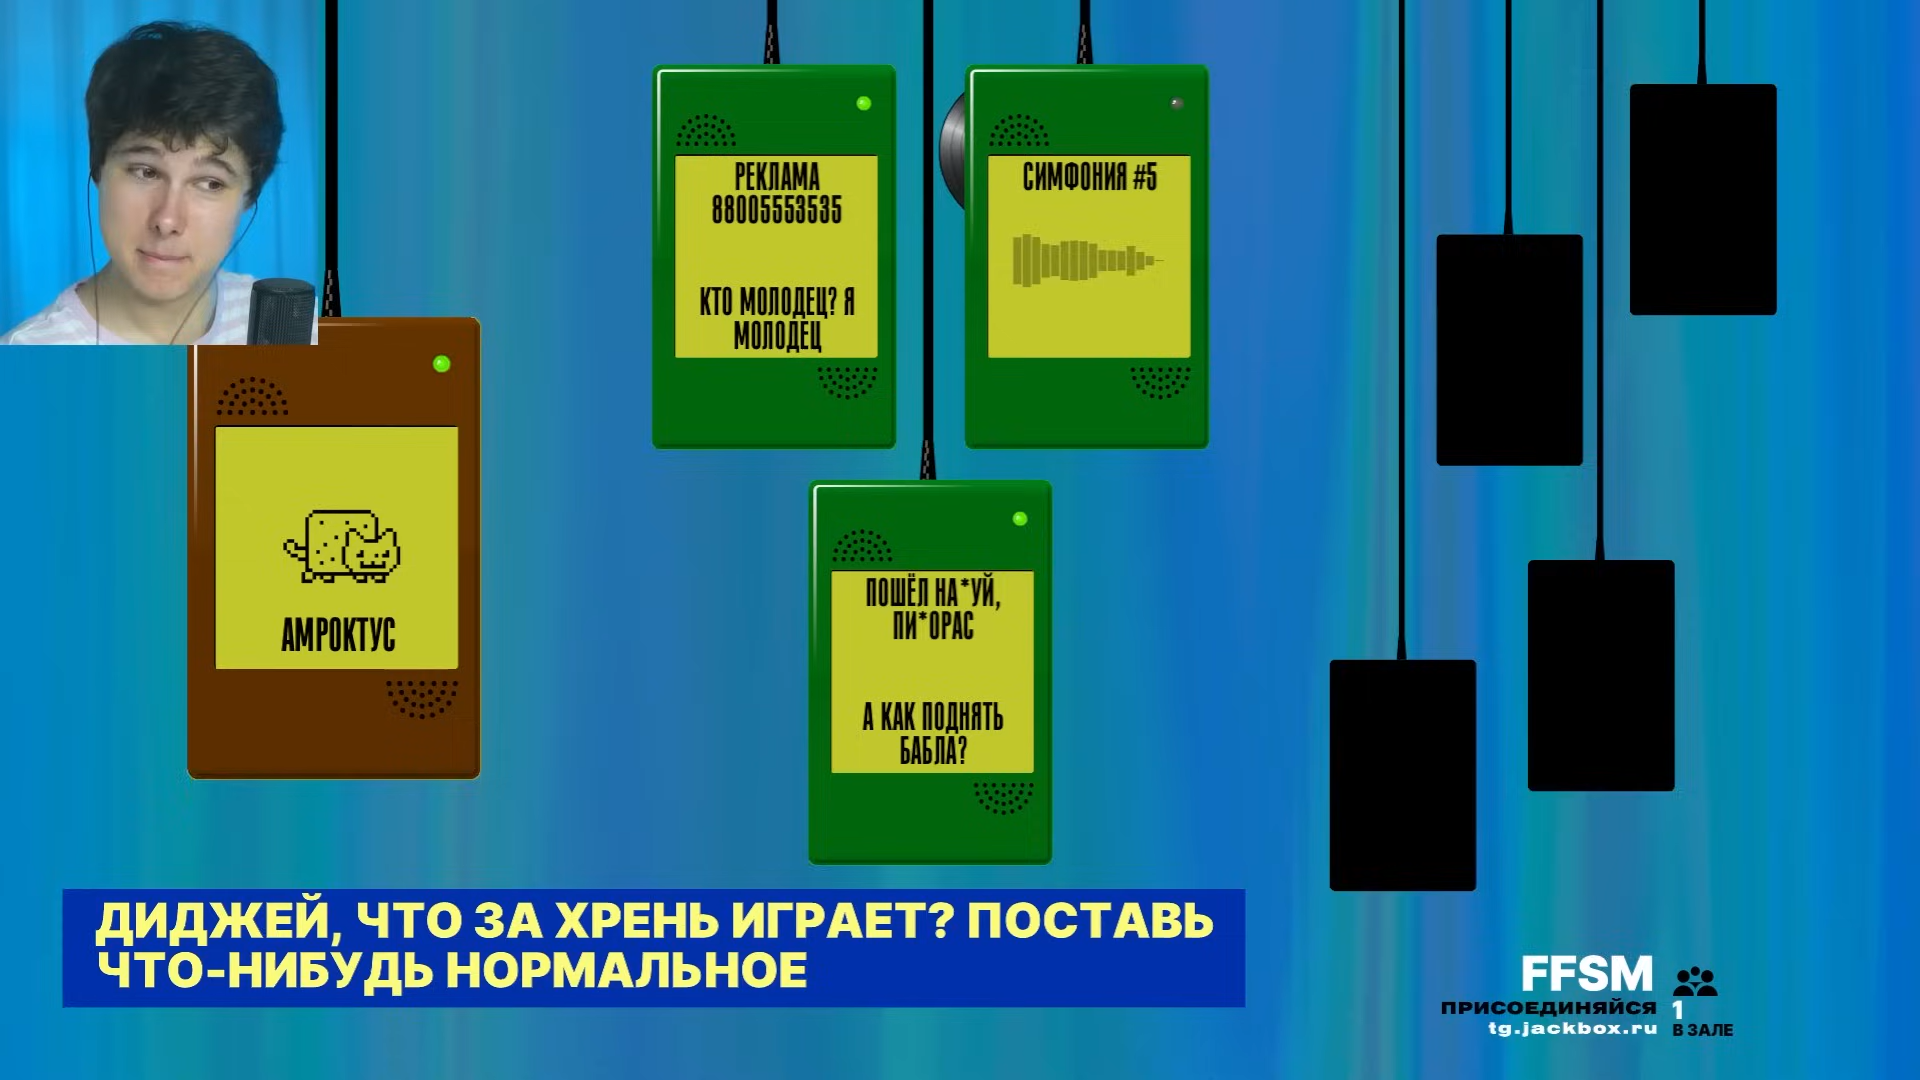 РЕКЛАМА
88005553535
КТО МОЛОДЕЦ? Я
МОЛОДЕЦ
СИМФОНИЯ #5
АМРОКТУС
ПОШЁЛ НА*УЙ,
ПИ*ОРАС
А КАК ПОДНЯТЬ
БАБЛА?
ДИДЖЕЙ, ЧТО ЗА ХРЕНЬ ИГРАЕТ? ПОСТАВЬ
ЧТО-НИБУДЬ НОРМАЛЬНОЕ
FFSM
ПРИСОЕДИНЯЙСЯ
tg.jackbox.ru
1
В ЗАЛЕ